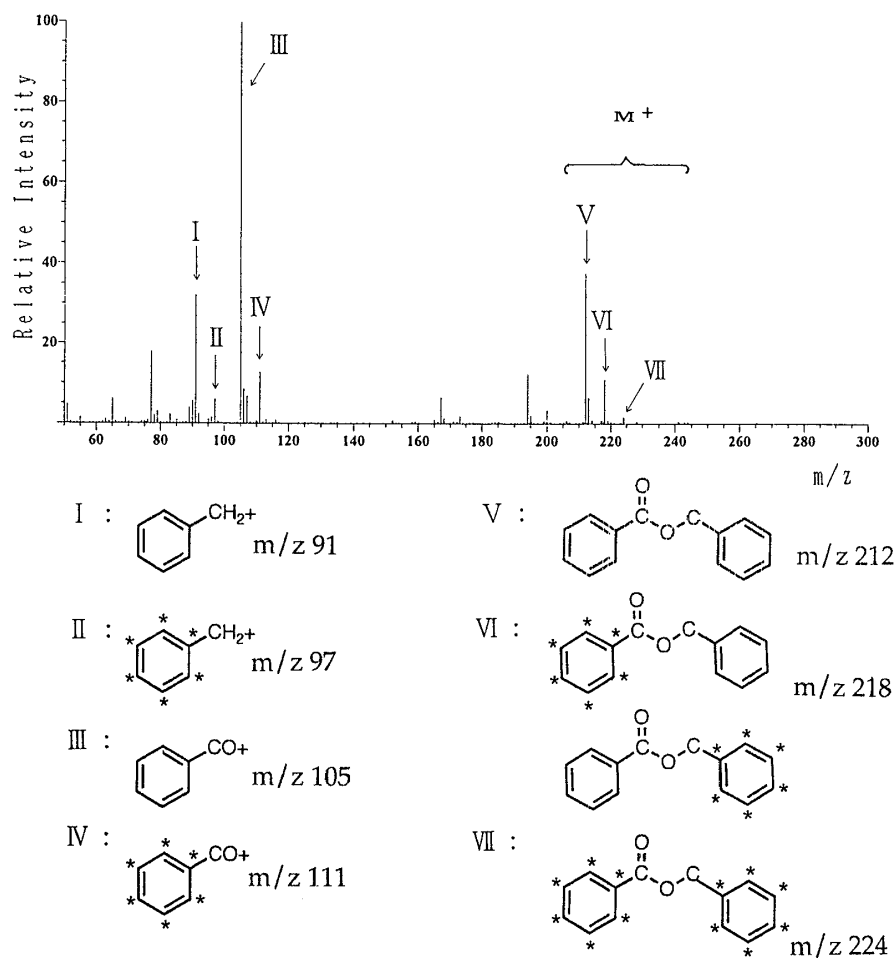 100
80
60
40
20
Relative Intensity
I
II
III
IV
M +
V
VI
VII
60 80 100 120 140 160 180 200 220 240 260 280 300
m/z
I :
CH2+
m/z 91
II :
* * * * * *
CH2+
m/z 97
III :
CO+
m/z 105
IV :
* * * * * *
CO+
m/z 111
V :
O
C O C
m/z 212
VI :
O
* * * * * *
C O C
m/z 218
O
C O C
* * * * * *
VII :
O
* * * * * *
C O C
* * * * * *
m/z 224